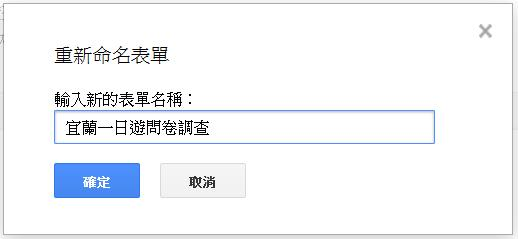 重新命名表單
輸入新的表單名稱：
宜蘭一日遊問卷調查
確定
取消